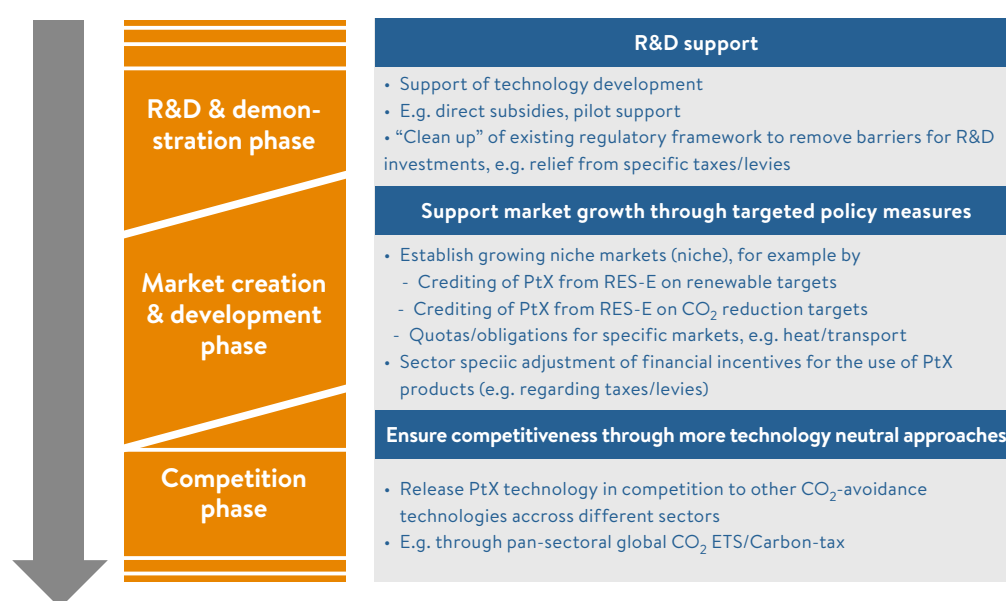 R&D & demon-
stration phase
R&D support
• Support of technology development
• E.g. direct subsidies, pilot support
• “Clean up” of existing regulatory framework to remove barriers for R&D
investments, e.g. relief from specific taxes/levies
Market creation
& development
phase
Support market growth through targeted policy measures
• Establish growing niche markets (niche), for example by
- Crediting of PtX from RES-E on renewable targets
- Crediting of PtX from RES-E on CO₂ reduction targets
- Quotas/obligations for specific markets, e.g. heat/transport
• Sector speciic adjustment of financial incentives for the use of PtX
products (e.g. regarding taxes/levies)
Competition
phase
Ensure competitiveness through more technology neutral approaches
• Release PtX technology in competition to other CO₂-avoidance
technologies accross different sectors
• E.g. through pan-sectoral global CO₂ ETS/Carbon-tax